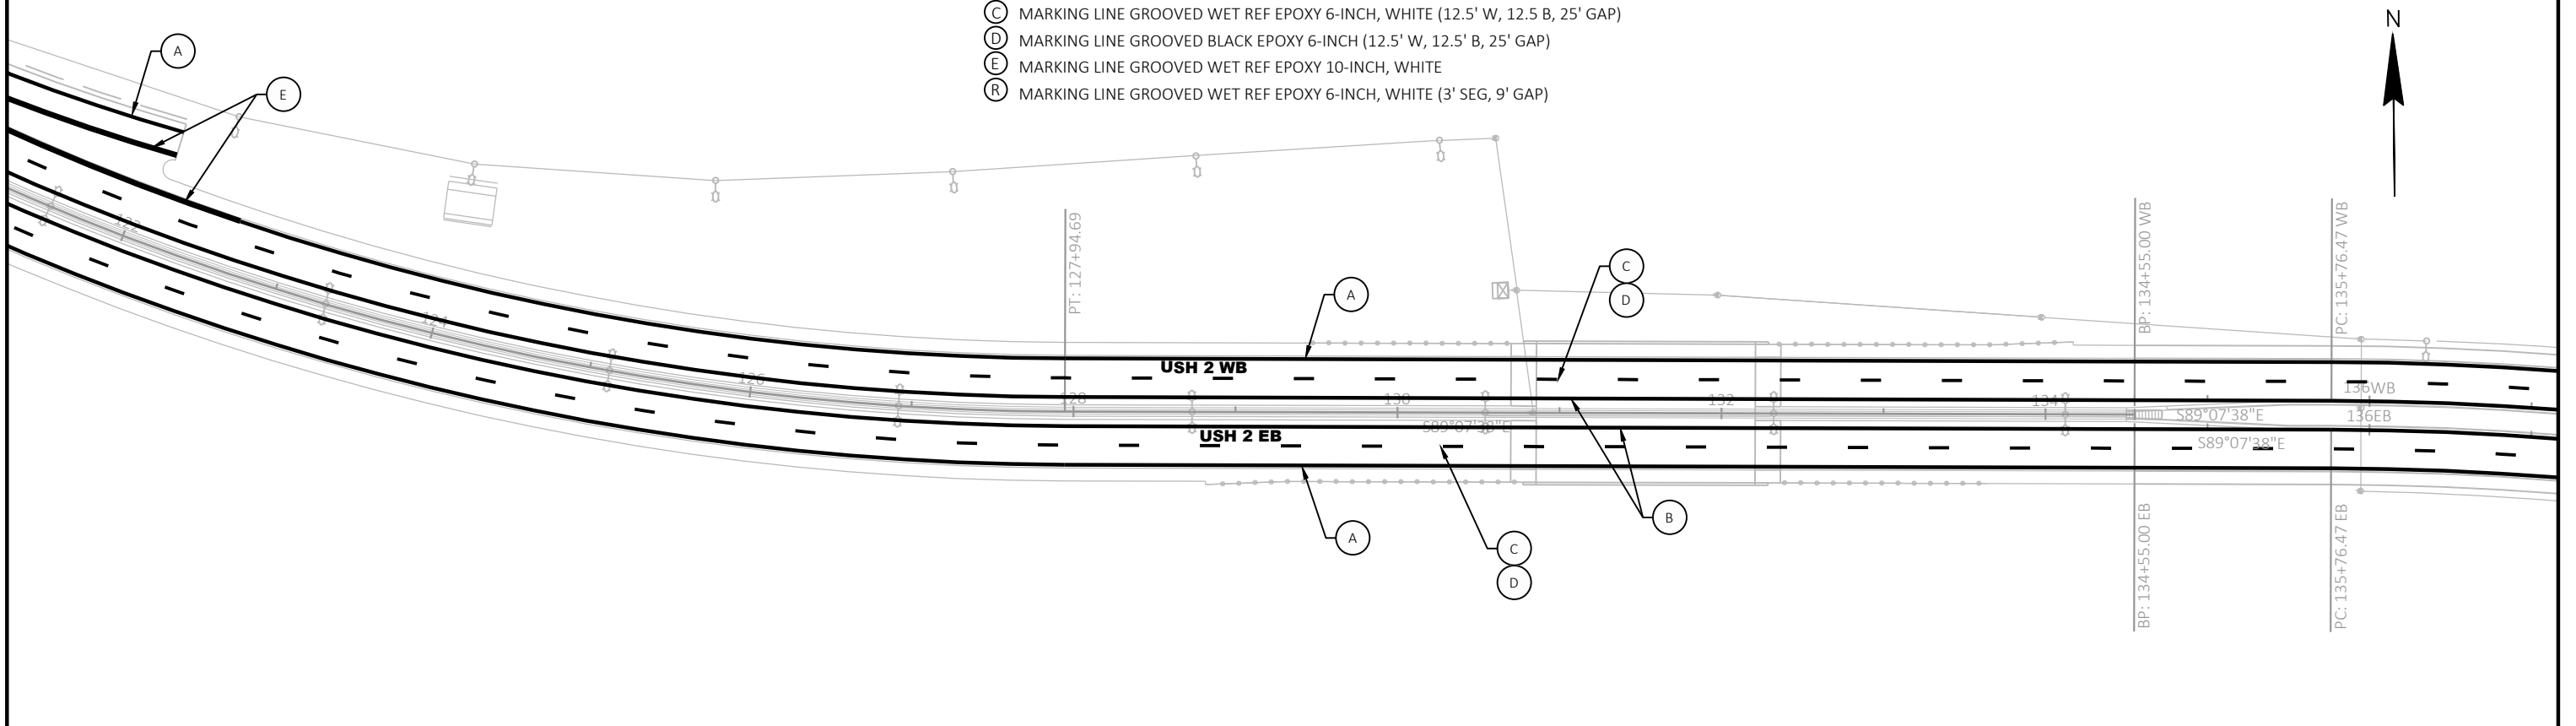 C MARKING LINE GROOVED WET REF EPOXY 6-INCH, WHITE (12.5' W, 12.5 B, 25' GAP)
D MARKING LINE GROOVED BLACK EPOXY 6-INCH (12.5' W, 12.5' B, 25' GAP)
E MARKING LINE GROOVED WET REF EPOXY 10-INCH, WHITE
R MARKING LINE GROOVED WET REF EPOXY 6-INCH, WHITE (3' SEG, 9' GAP)
N
A
E
122
124
126
PT: 127+94.69
A
C
D
BP: 134+55.00 WB
PC: 135+76.47 WB
USH 2 WB
128
130
132
134
136WB
S89°07'38"E
136EB
USH 2 EB
S89°07'38"E
S89°07'38"E
A
C
D
B
BP: 134+55.00 EB
PC: 135+76.47 EB